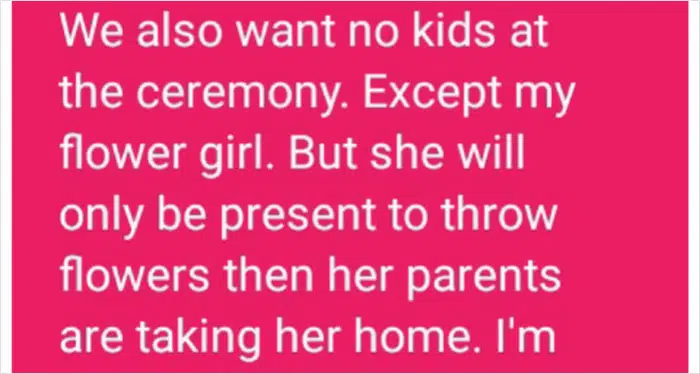 We also want no kids at
the ceremony. Except my
flower girl. But she will
only be present to throw
flowers then her parents
are taking her home. I'm